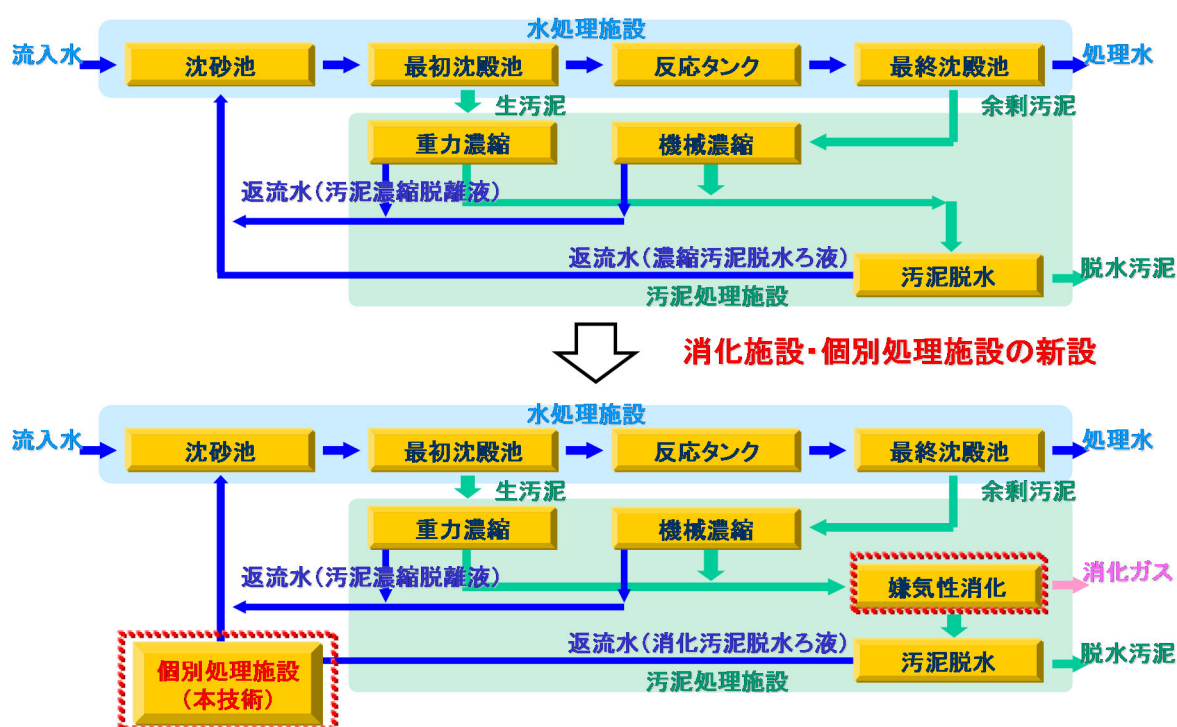 水処理施設
流入水
沈砂池
最初沈殿池
反応タンク
最終沈殿池
処理水
生汚泥
余剰汚泥
重力濃縮
機械濃縮
返流水(汚泥濃縮脱離液)
返流水(濃縮汚泥脱水ろ液)
汚泥脱水
脱水汚泥
汚泥処理施設
消化施設・個別処理施設の新設
水処理施設
流入水
沈砂池
最初沈殿池
反応タンク
最終沈殿池
処理水
生汚泥
余剰汚泥
重力濃縮
機械濃縮
返流水(汚泥濃縮脱離液)
嫌気性消化
消化ガス
返流水(消化汚泥脱水ろ液)
汚泥脱水
脱水汚泥
個別処理施設
(本技術)
汚泥処理施設